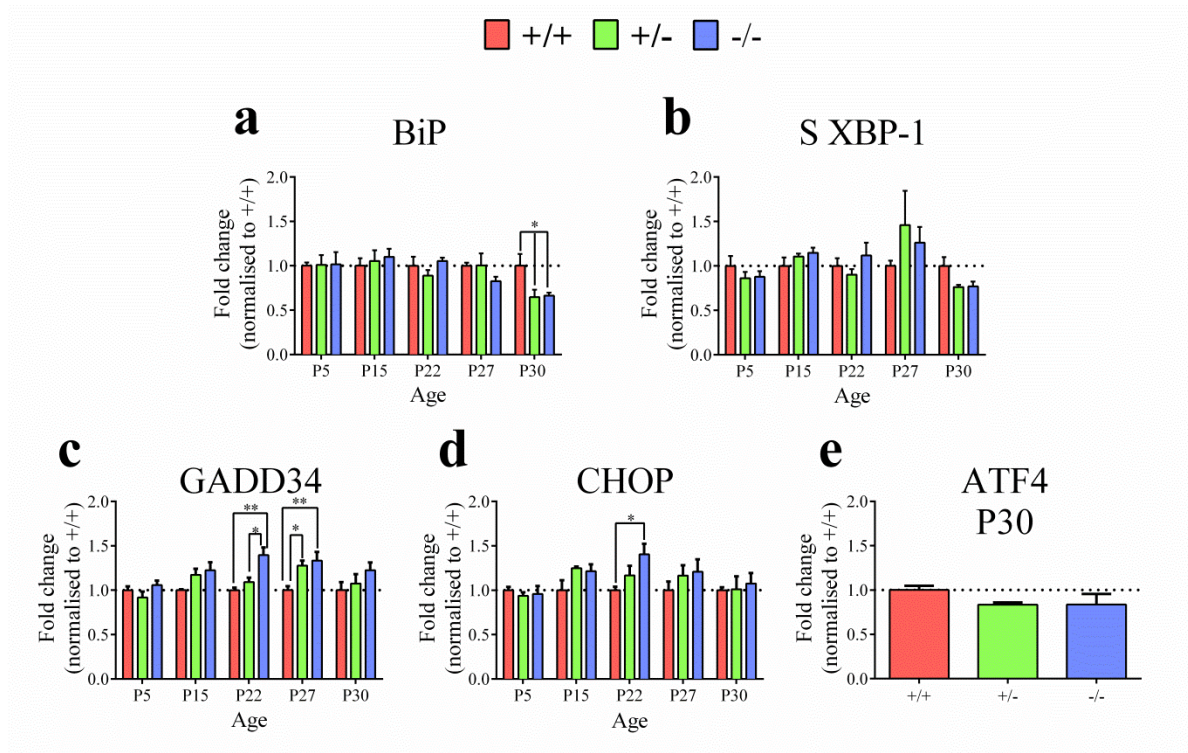 +/+ +/- -/-
a
BiP
Fold change
(normalised to +/+)
2.0
1.5
1.0
0.5
0.0
*
P5 P15 P22 P27 P30
Age
b
S XBP-1
Fold change
(normalised to +/+)
2.0
1.5
1.0
0.5
0.0
P5 P15 P22 P27 P30
Age
c
GADD34
Fold change
(normalised to +/+)
2.0
1.5
1.0
0.5
0.0
** **
* *
P5 P15 P22 P27 P30
Age
d
CHOP
Fold change
(normalised to +/+)
2.0
1.5
1.0
0.5
0.0
*
P5 P15 P22 P27 P30
Age
e
ATF4
P30
Fold change
(normalised to +/+)
2.0
1.5
1.0
0.5
0.0
+/+ +/- -/-